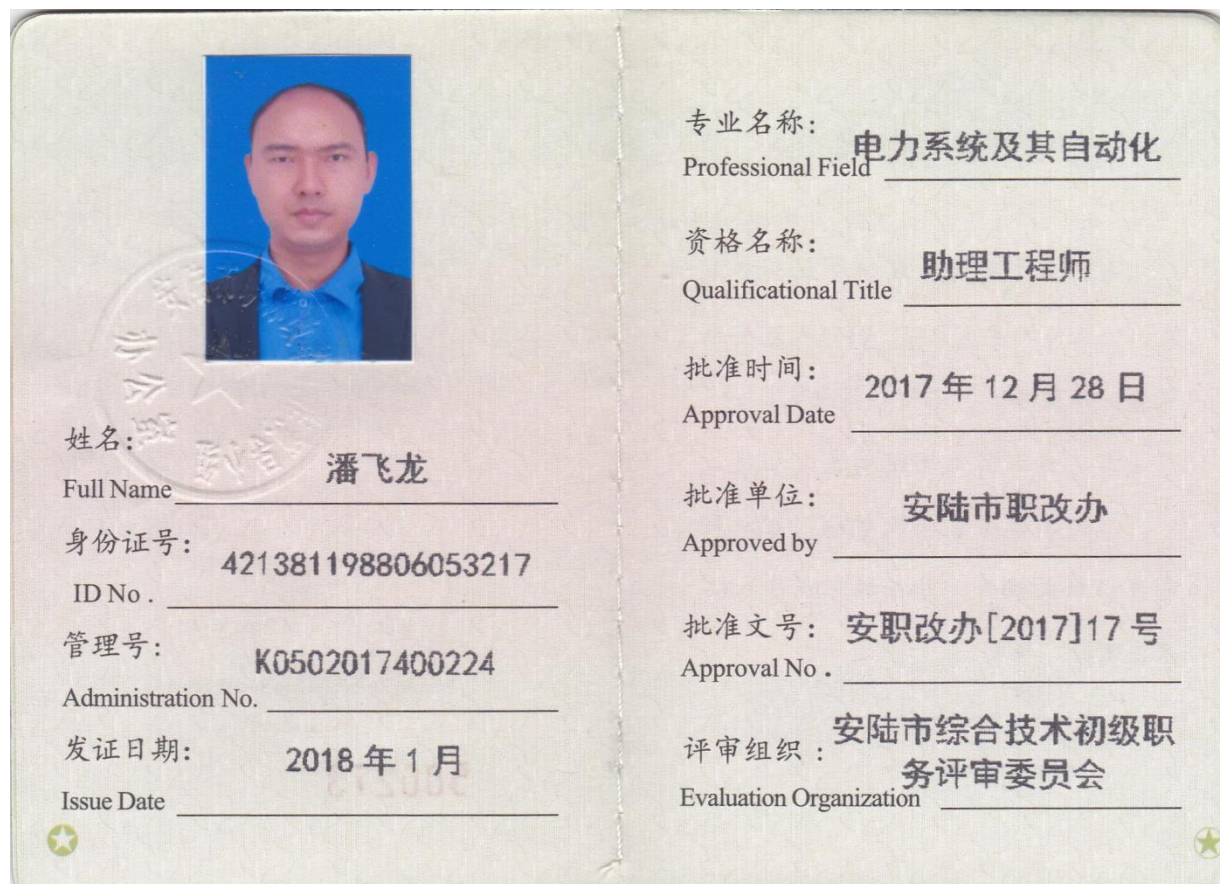 姓名:
潘飞龙
Full Name
身份证号:
421381198806053217
ID No .
管理号:
K0502017400224
Administration No.
发证日期:
2018 年 1 月
Issue Date
专业名称:
电力系统及其自动化
Professional Field
资格名称:
助理工程师
Qualificational Title
批准时间:
2017 年 12 月 28 日
Approval Date
批准单位:
安陆市职改办
Approved by
批准文号:
安职改办[2017]17 号
Approval No .
评审组织 :
安陆市综合技术初级职
务评审委员会
Evaluation Organization